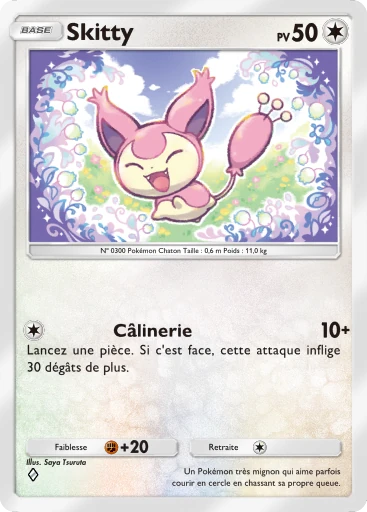 BASE Skitty PV 50
N° 0300 Pokémon Chaton Taille : 0,6 m Poids : 11,0 kg
Câlinerie 10+
Lancez une pièce. Si c'est face, cette attaque inflige
30 dégâts de plus.
Faiblesse +20 Retraite
Illus. Saya Tsuruta
Un Pokémon très mignon qui aime parfois
courir en cercle en chassant sa propre queue.